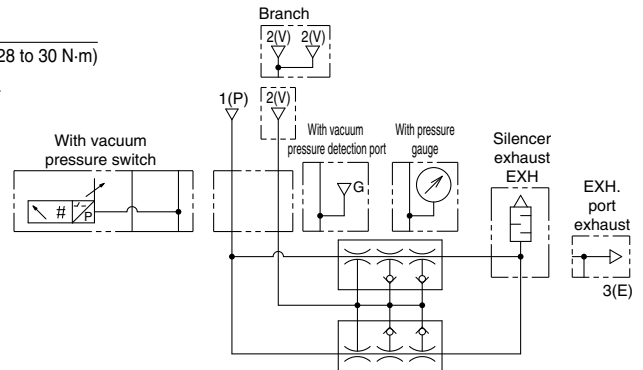 28 to 30 N·m)
Branch
2(V) 2(V)
1(P)
2(V)
With vacuum
pressure switch
With vacuum
pressure detection port
With pressure
gauge
Silencer
exhaust
EXH
EXH.
port
exhaust
G
#
P
3(E)